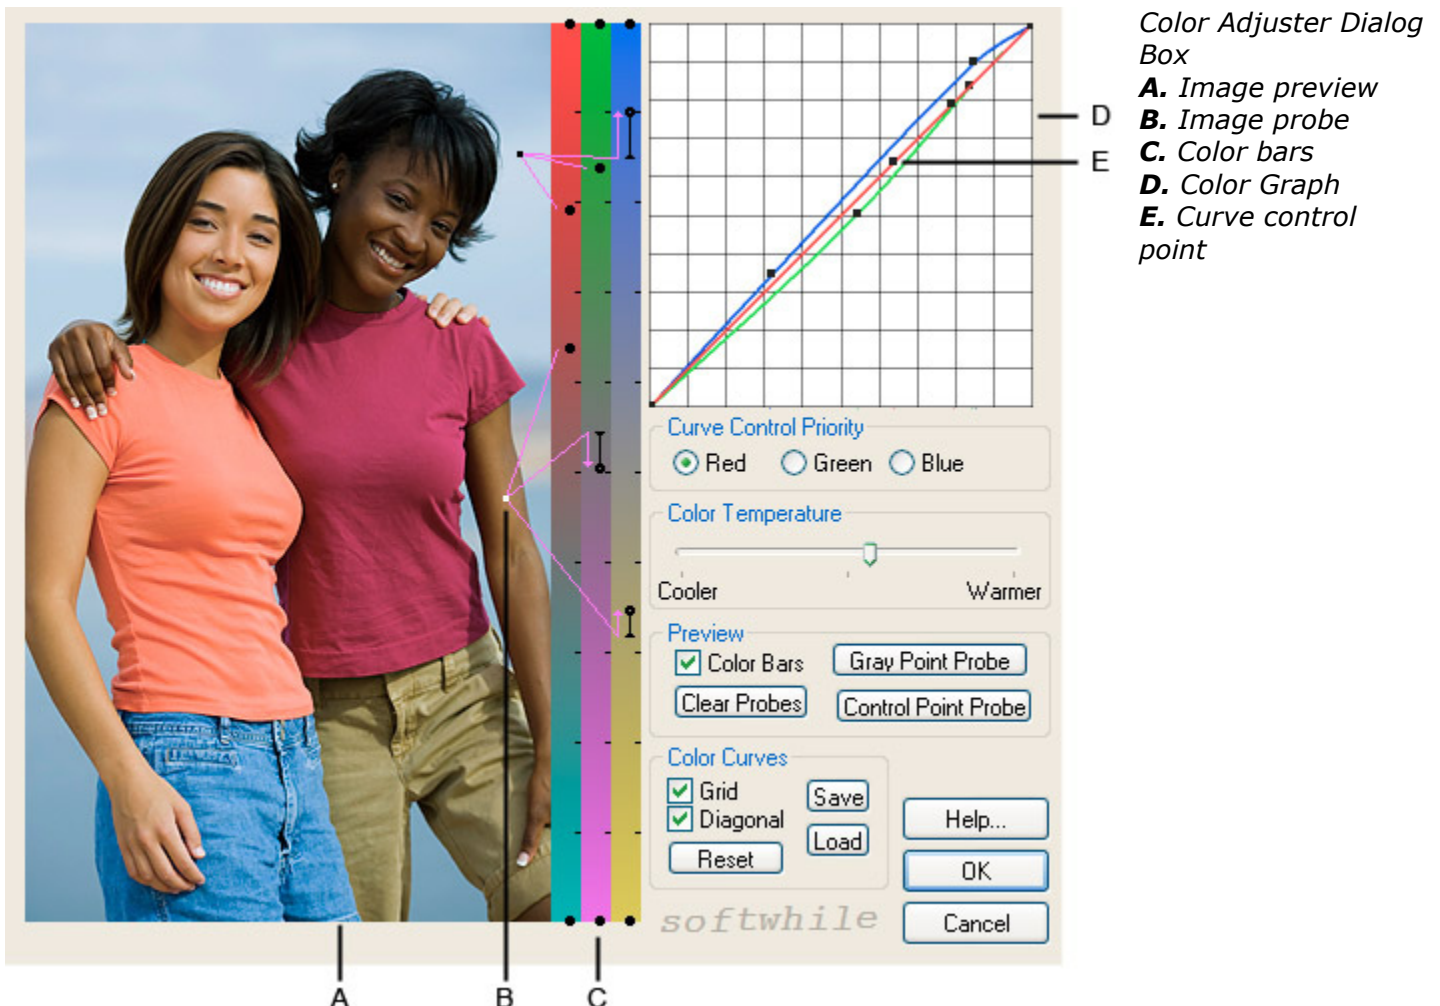 Color Adjuster Dialog
Box
A. Image preview
B. Image probe
C. Color bars
D. Color Graph
E. Curve control
point
D
E
Curve Control Priority
Red Green Blue
Color Temperature
Cooler Warmer
Preview
Color Bars Gray Point Probe
Clear Probes Control Point Probe
Color Curves
Grid Save
Diagonal Load
Reset
Help...
OK
Cancel
softwhile
A B C